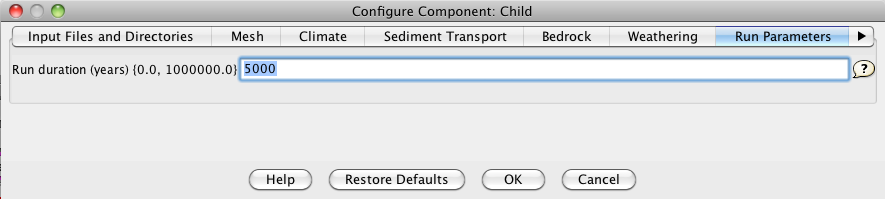 Configure Component: Child
Input Files and Directories Mesh Climate Sediment Transport Bedrock Weathering Run Parameters
Run duration (years) {0.0, 1000000.0} 5000 ?
Help Restore Defaults OK Cancel